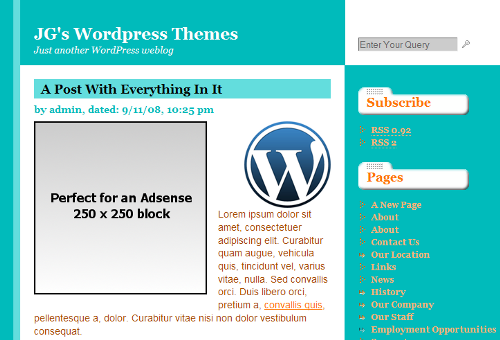 JG's Wordpress Themes
Just another WordPress weblog
Enter Your Query
A Post With Everything In It
by admin, dated: 9/11/08, 10:25 pm
Perfect for an Adsense
250 x 250 block
W
Lorem ipsum dolor sit
amet, consectetuer
adipiscing elit. Curabitur
quam augue, vehicula
quis, tincidunt vel, varius
vitae, nulla. Sed convallis
orci. Duis libero orci,
pretium a, convallis quis,
pellentesque a, dolor. Curabitur vitae nisi non dolor vestibulum
consequat.
Subscribe
RSS 0.92
RSS 2
Pages
A New Page
About
About
Contact Us
Our Location
Links
News
History
Our Company
Our Staff
Employment Opportunities